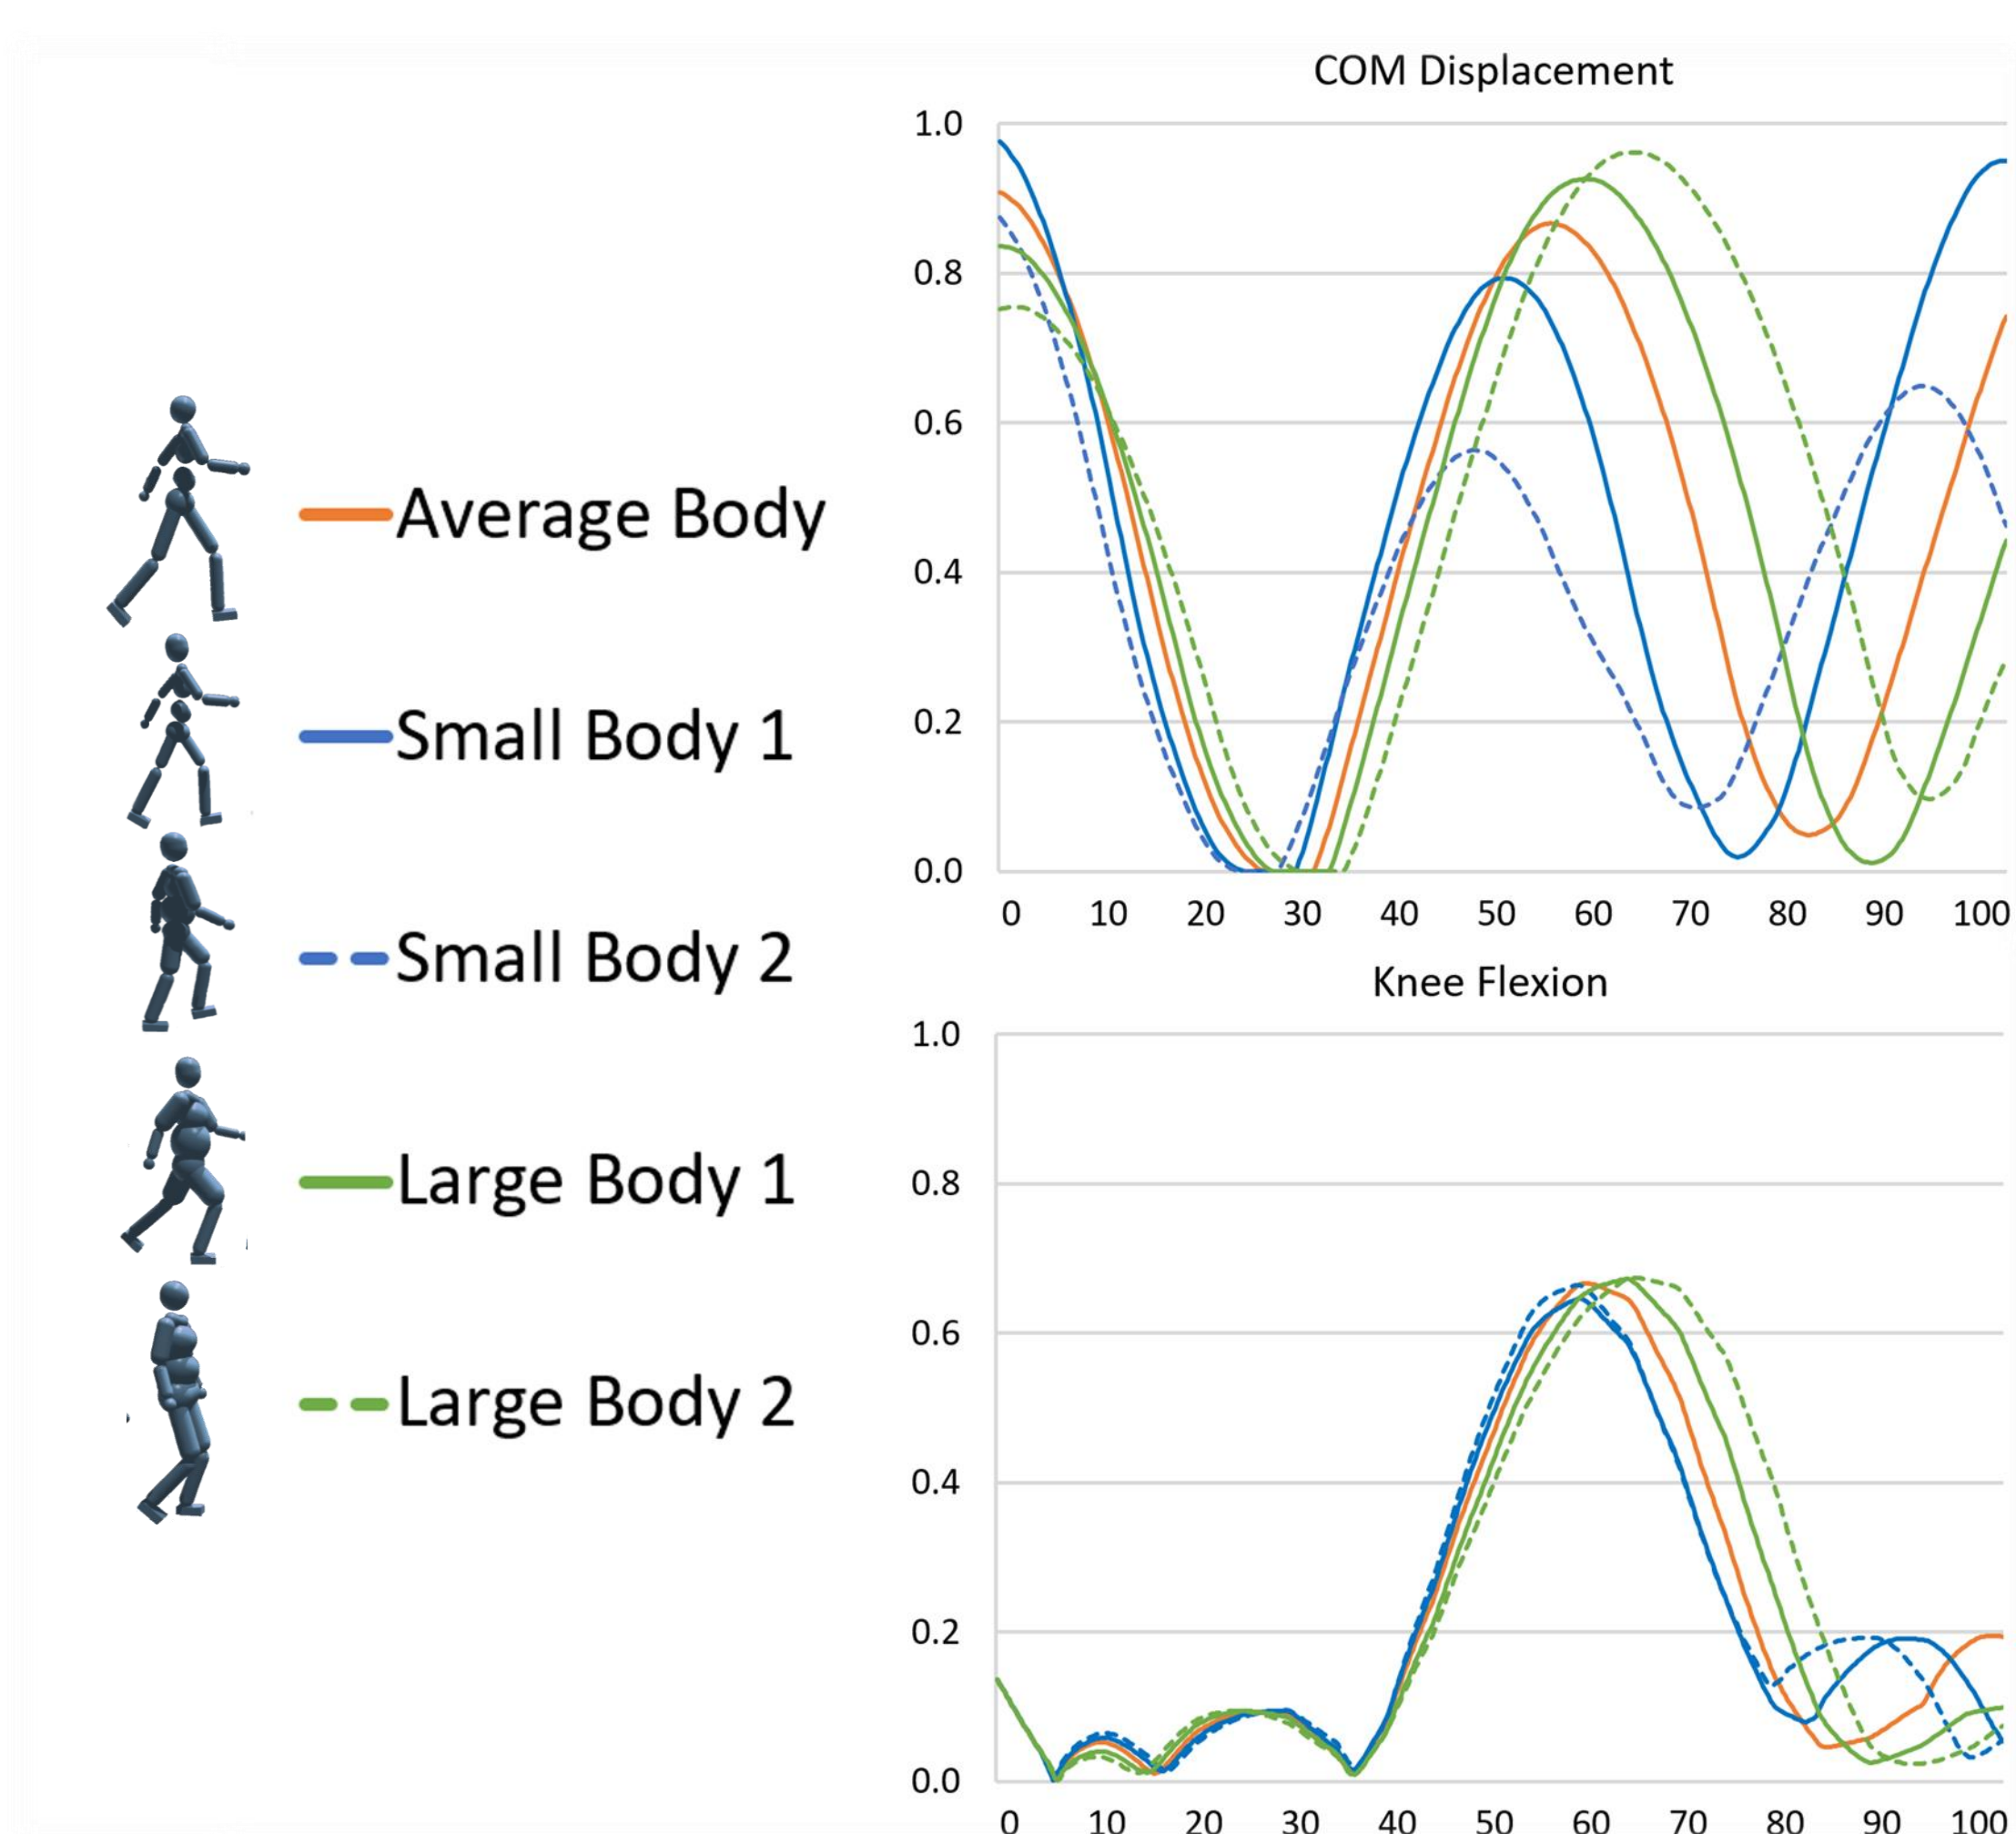 COM Displacement
1.0
0.8
0.6
0.4
0.2
0.0
0 10 20 30 40 50 60 70 80 90 100
Average Body
Small Body 1
Small Body 2
Large Body 1
Large Body 2
Knee Flexion
1.0
0.8
0.6
0.4
0.2
0.0
0 10 20 30 40 50 60 70 80 90 100